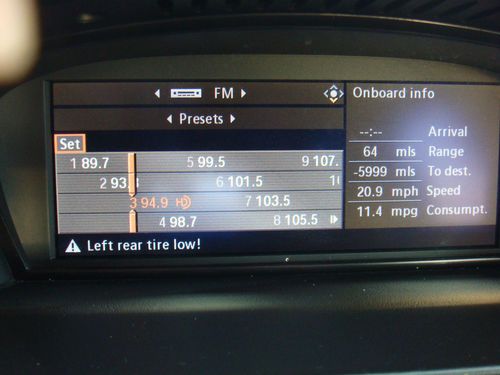 FM
Onboard info
Presets
Set
--:-- Arrival
1 89.7 5 99.5 9 107.
64 mls Range
2 93. 6 101.5
-5999 mls To dest.
3 94.9 HD 7 103.5
20.9 mph Speed
4 98.7 8 105.5
11.4 mpg Consumpt.
Left rear tire low!